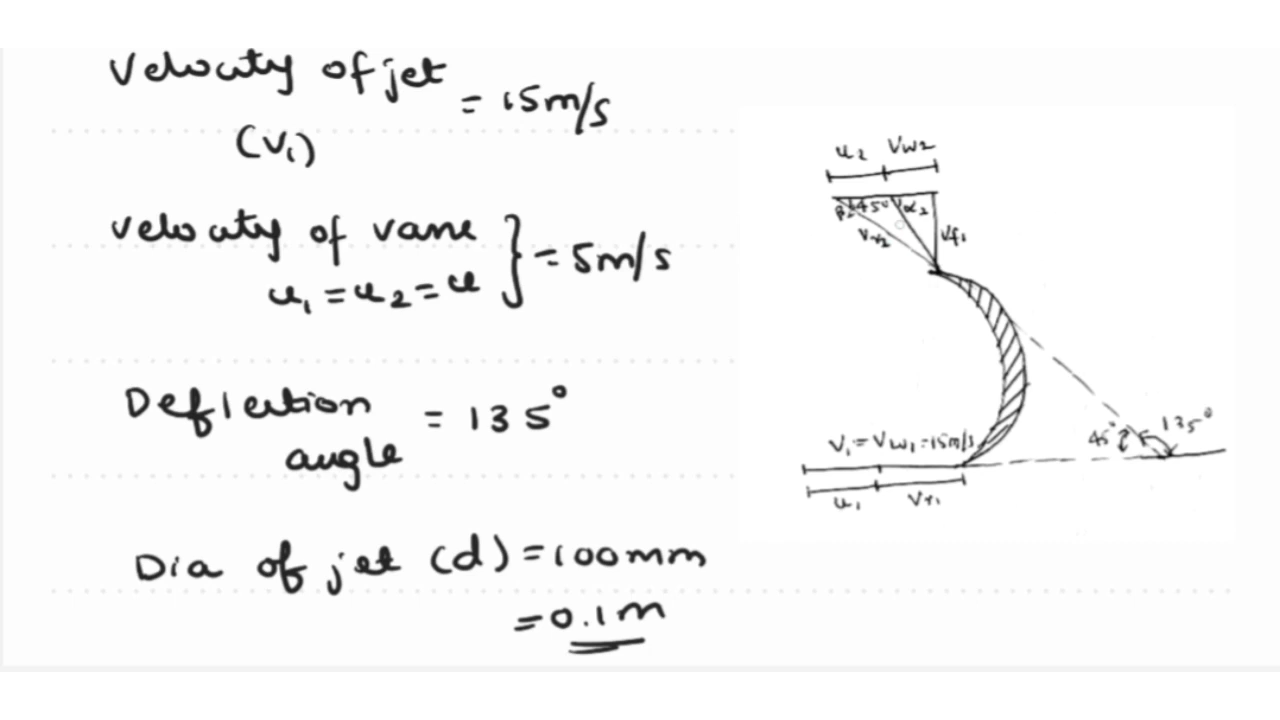 Velocity of jet
= 15m/s
(V₁)
Velocity of vane
u₁ = u₂ = u } = 5m/s
Deflection
= 135°
angle
Dia of jet (d) = 100mm
= 0.1m
u₂ Vw2
β₂ 45° α₂
Vr2 Vf1
V₁ = Vw₁ = 15m/s
u₁ Vr₁
45° 135°